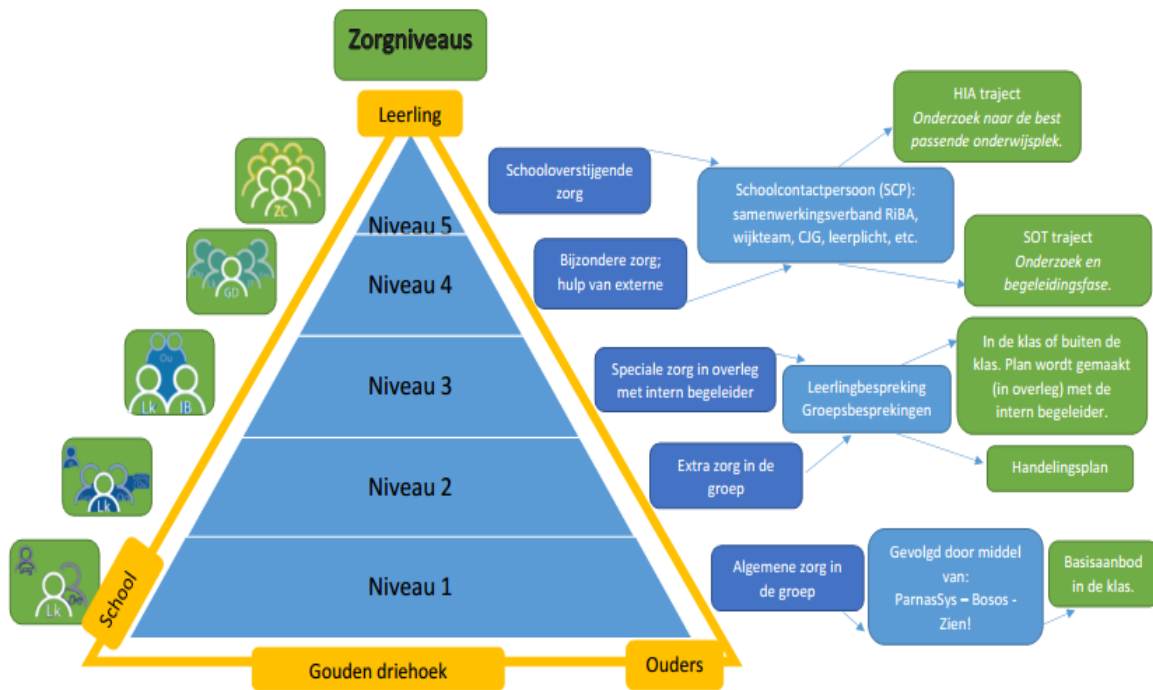 Zorgniveaus
Leerling
Niveau 5
Niveau 4
Niveau 3
Niveau 2
Niveau 1
School
Gouden driehoek
Ouders
ZC
GD
Ou
Lk
IB
Lk
Lk
Schooloverstijgende
zorg
Bijzondere zorg;
hulp van externe
Schoolcontactpersoon (SCP):
samenwerkingsverband RiBA,
wijkteam, CJG, leerplicht, etc.
HIA traject
Onderzoek naar de best
passende onderwijsplek.
SOT traject
Onderzoek en
begeleidingsfase.
Speciale zorg in overleg
met intern begeleider
Extra zorg in de
groep
Leerlingbespreking
Groepsbesprekingen
In de klas of buiten de
klas. Plan wordt gemaakt
(in overleg) met de
intern begeleider.
Handelingsplan
Algemene zorg in
de groep
Gevolgd door middel
van:
ParnasSys – Bosos -
Zien!
Basisaanbod
in de klas.